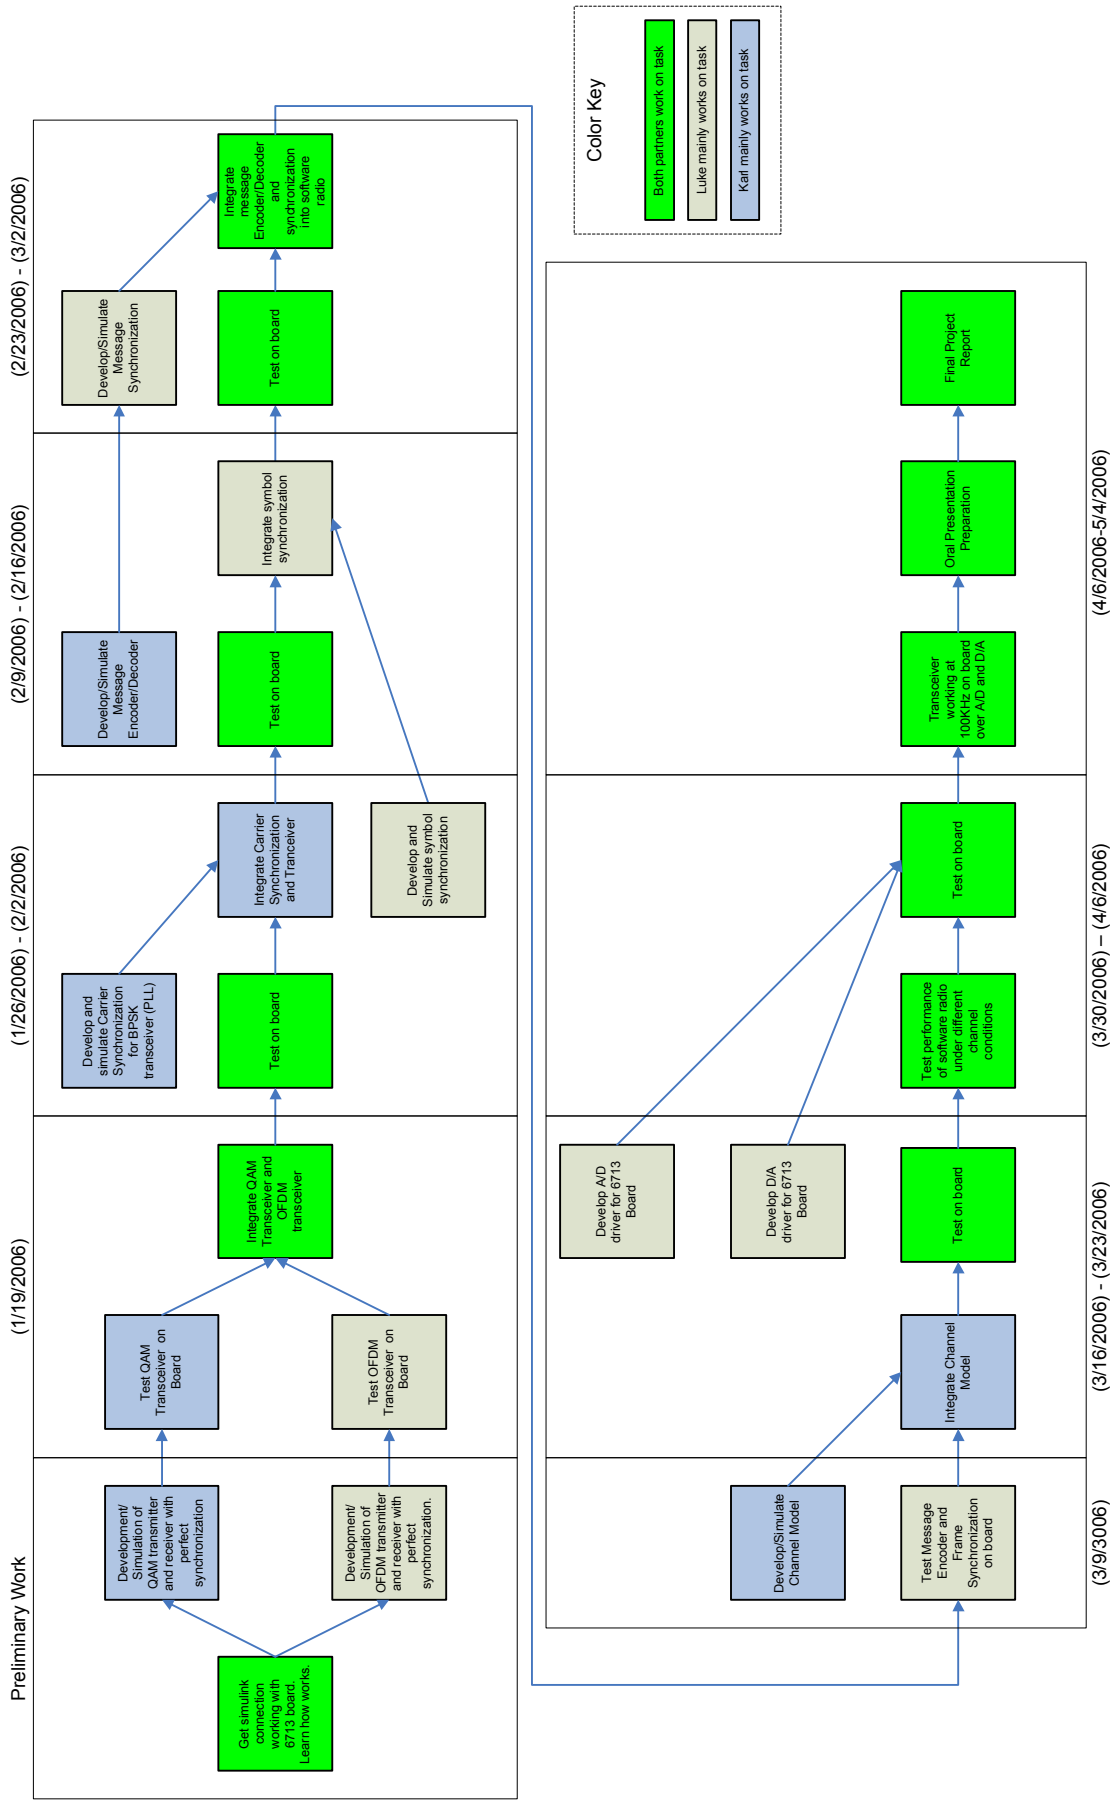 Preliminary Work
(1/19/2006)
(1/26/2006) - (2/2/2006)
(2/9/2006) - (2/16/2006)
(2/23/2006) - (3/2/2006)
Get simulink
connection
working with
6713 board.
Learn how works.
Development/
Simulation of
QAM transmitter
and receiver with
perfect
synchronization
Development/
Simulation of
OFDM transmitter
and receiver with
perfect
synchronization.
Test QAM
Transceiver on
Board
Test OFDM
Transceiver on
Board
Integrate QAM
Transceiver and
OFDM
transceiver
Develop and
simulate Carrier
Synchronization
for BPSK
transceiver (PLL)
Test on board
Integrate Carrier
Synchronization
and Tranceiver
Develop and
Simulate symbol
synchronization
Develop/Simulate
Message
Encoder/Decoder
Test on board
Integrate symbol
synchronization
Develop/Simulate
Message
Synchronization
Test on board
Integrate
message
Encoder/Decoder
and
synchronization
into software
radio
Develop/Simulate
Channel Model
Test Message
Encoder and
Frame
Synchronization
on board
Develop A/D
driver for 6713
Board
Develop D/A
driver for 6713
Board
Integrate Channel
Model
Test on board
Test performance
of software radio
under different
channel
conditions
Test on board
Transceiver
working at
100KHz on board
over A/D and D/A
Oral Presentation
Preparation
Final Project
Report
(3/9/3006)
(3/16/2006) - (3/23/2006)
(3/30/2006) – (4/6/2006)
(4/6/2006-5/4/2006)
Color Key
Both partners work on task
Luke mainly works on task
Karl mainly works on task